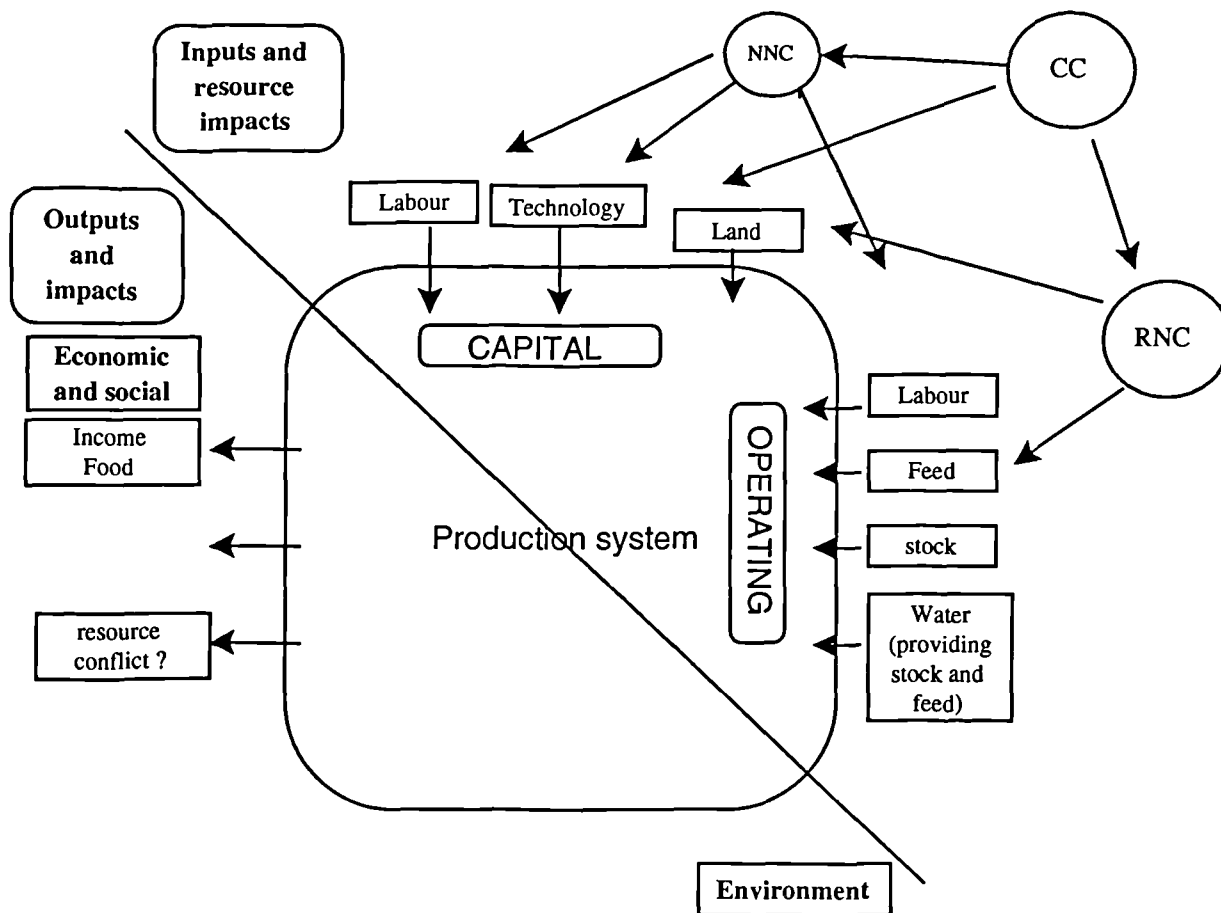 Inputs and
resource
impacts
NNC
CC
Outputs
and
impacts
Labour
Technology
Land
Economic
and social
CAPITAL
RNC
Income
Food
OPERATING
Labour
Feed
Production system
stock
resource
conflict ?
Water
(providing
stock and
feed)
Environment